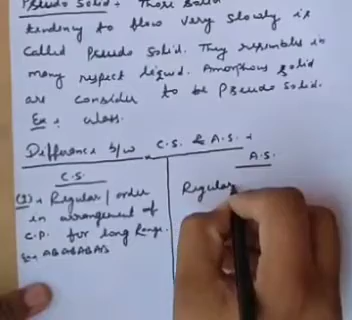 Pseudo Solid → Those Solid
tendency to flow very slowly is
called Pseudo Solid. They resembles in
many respect liquid. Amorphous Solid
are consider to be Pseudo Solid.
Ex: Glass.
Difference b/w C.S. & A.S. →
C.S.
A.S.
(1) → Regular / order
in arrangement of
C.P. for long Range.
Ex ABABABAB
Regular